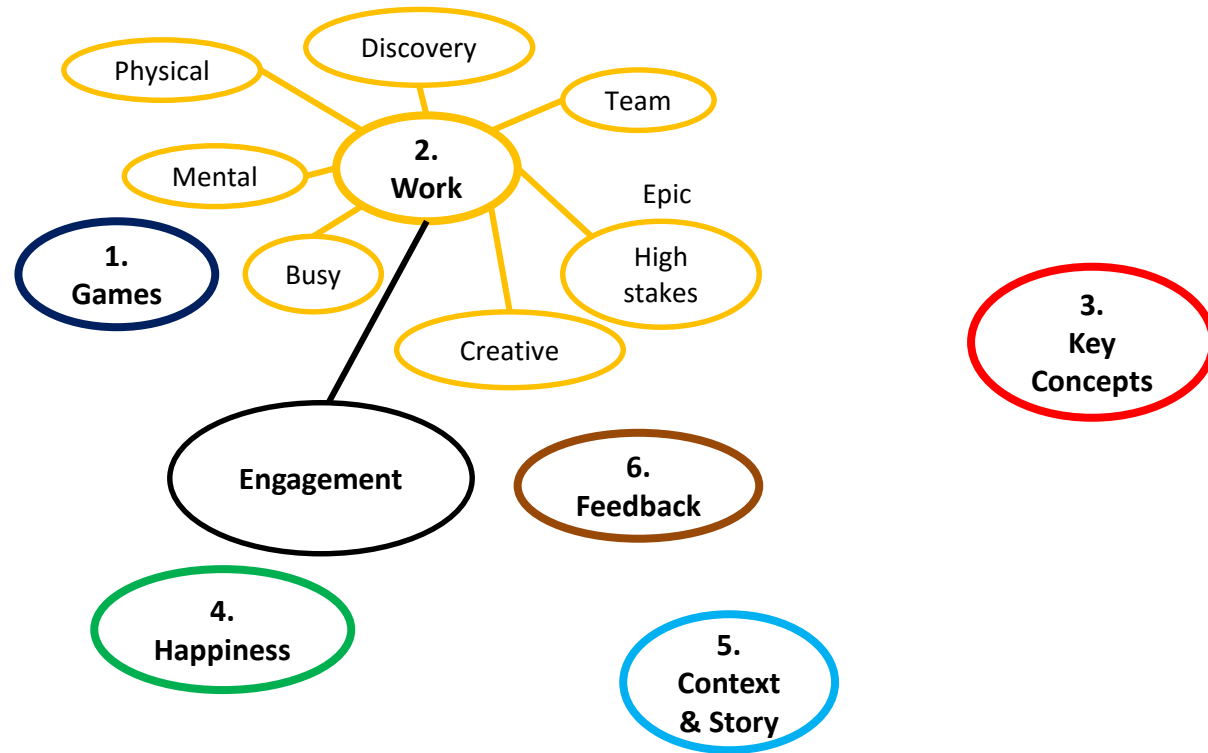 Discovery
Physical
Team
2.
Work
Mental
Epic
1.
Games
Busy
High
stakes
Creative
3.
Key
Concepts
Engagement
6.
Feedback
4.
Happiness
5.
Context
& Story